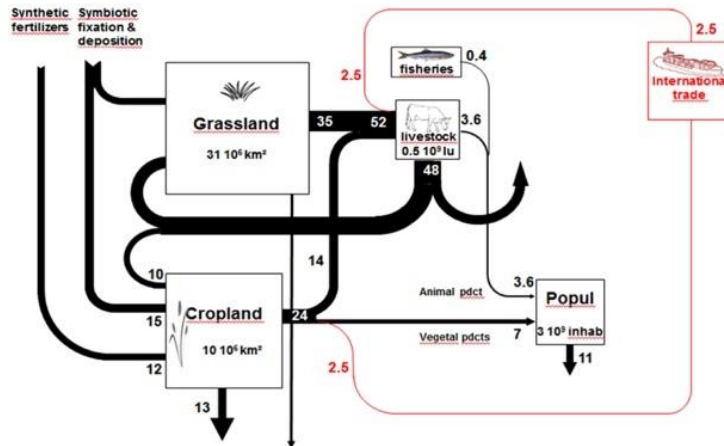 Synthetic
fertilizers
Symbiotic
fixation &
deposition
2.5
0.4
2.5
fisheries
International
trade
Grassland
31 10⁶ km²
35
52
livestock
0.5 10⁹ lu
3.6
48
14
10
15
12
Cropland
10 10⁶ km²
24
13
Animal pdct
3.6
Popul
3 10⁹ inhab
Vegetal pdcts
7
11
2.5